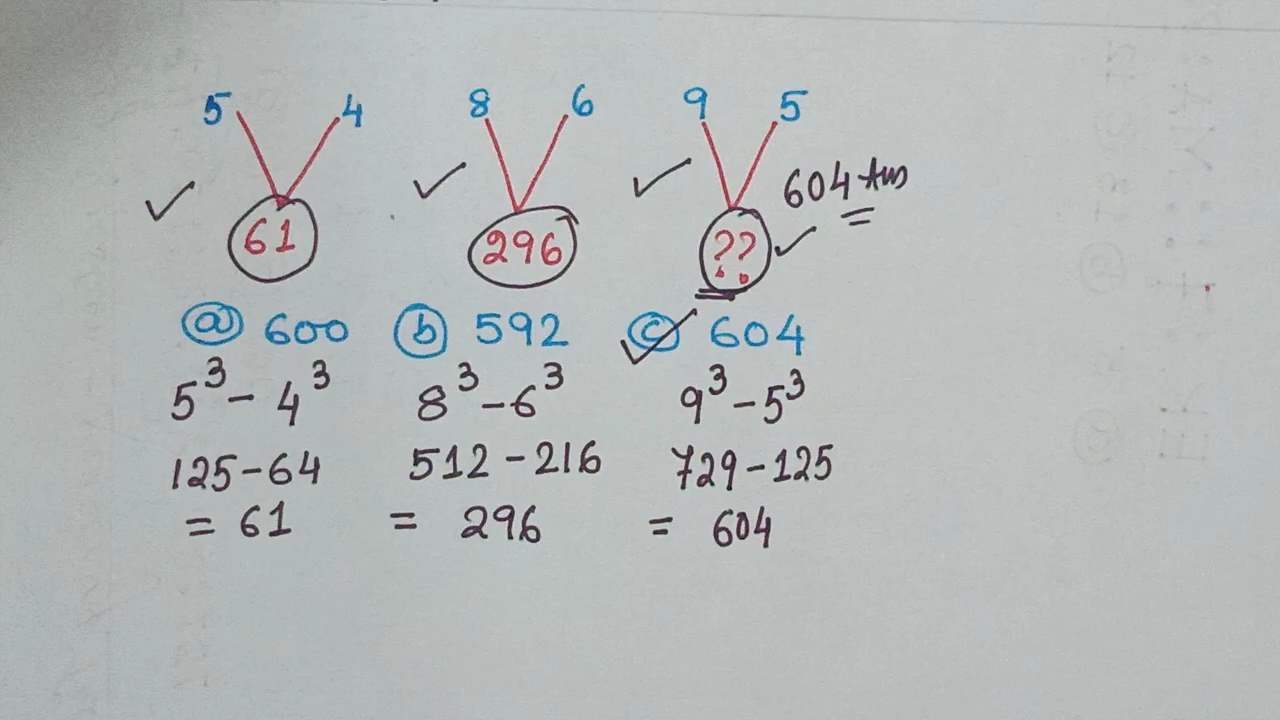 5 4 8 6 9 5
604 Ans
61 296 ??
ⓐ 600 ⓑ 592 ⓒ 604
5³ - 4³ 8³ - 6³ 9³ - 5³
125 - 64 512 - 216 729 - 125
= 61 = 296 = 604